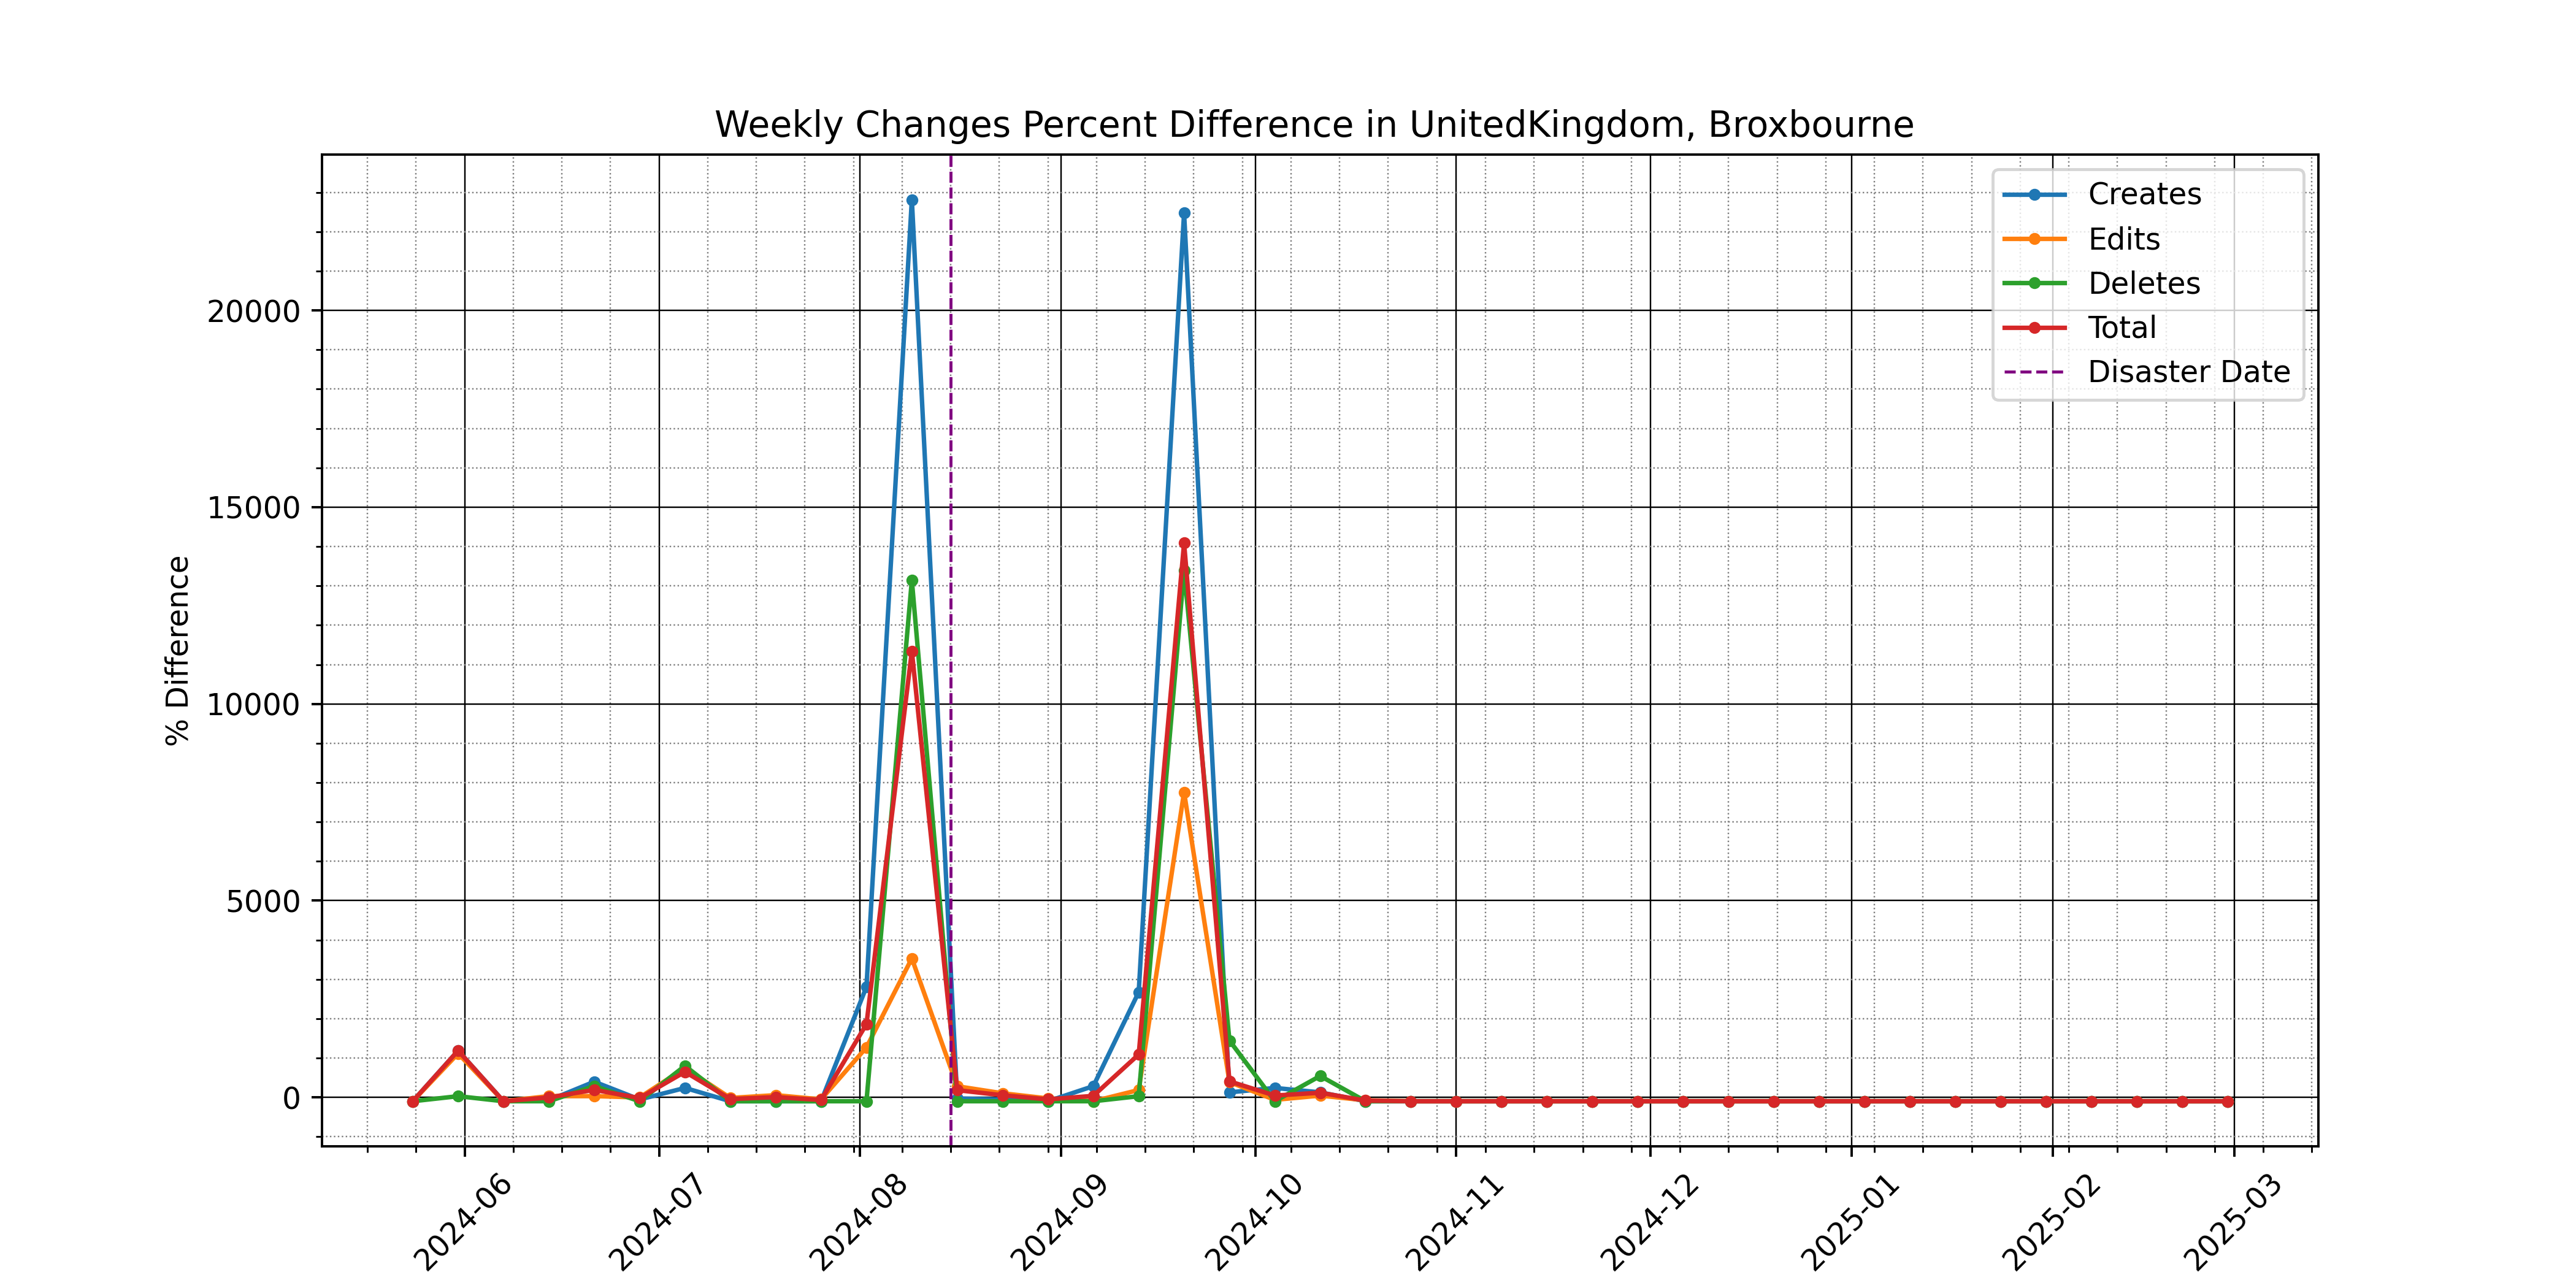 Weekly Changes Percent Difference in UnitedKingdom, Broxbourne
Creates
Edits
Deletes
Total
Disaster Date
% Difference
20000
15000
10000
5000
0
2024-06
2024-07
2024-08
2024-09
2024-10
2024-11
2024-12
2025-01
2025-02
2025-03